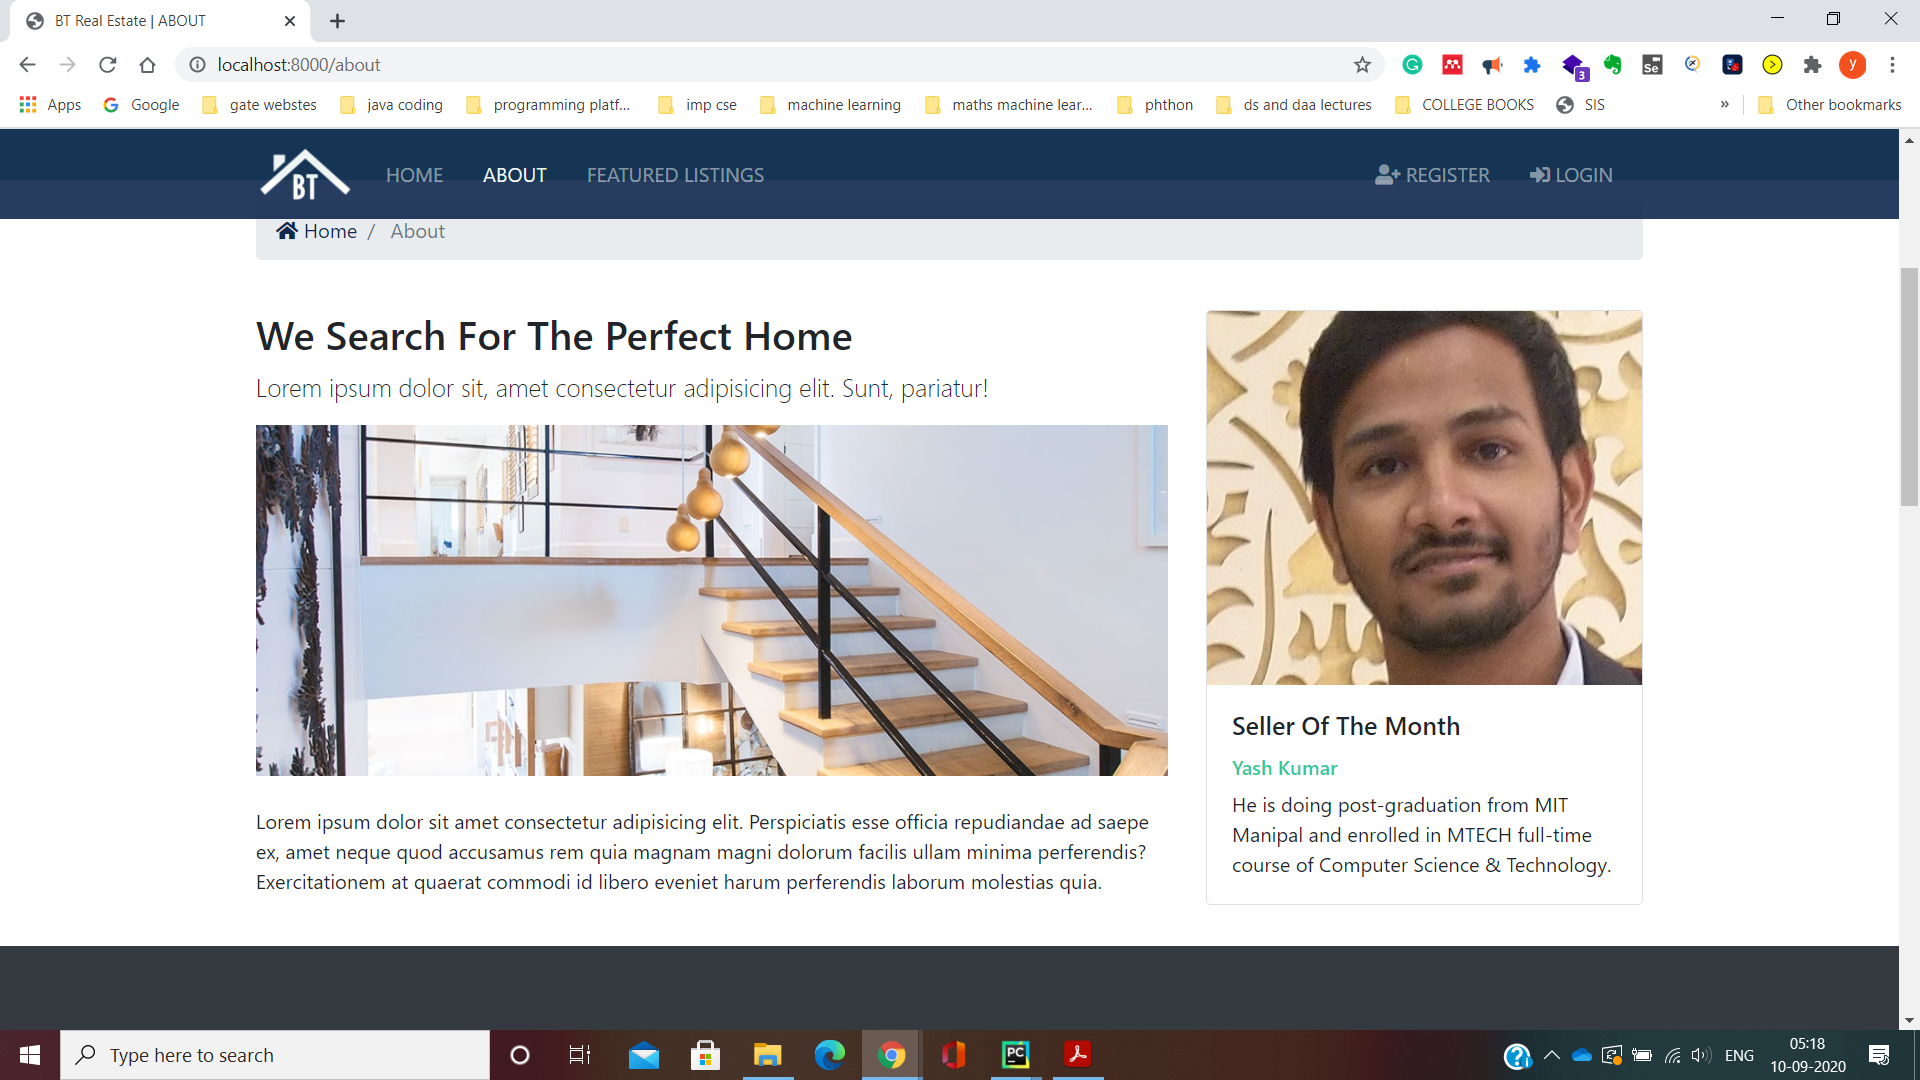 BT Real Estate | ABOUT
localhost:8000/about
3
Se
y
Apps
Google
gate webstes
java coding
programming platf...
imp cse
machine learning
maths machine lear...
phthon
ds and daa lectures
COLLEGE BOOKS
SIS
»
Other bookmarks
BT
HOME
ABOUT
FEATURED LISTINGS
REGISTER
LOGIN
Home / About
We Search For The Perfect Home
Lorem ipsum dolor sit, amet consectetur adipisicing elit. Sunt, pariatur!
Lorem ipsum dolor sit amet consectetur adipisicing elit. Perspiciatis esse officia repudiandae ad saepe
ex, amet neque quod accusamus rem quia magnam magni dolorum facilis ullam minima perferendis?
Exercitationem at quaerat commodi id libero eveniet harum perferendis laborum molestias quia.
Seller Of The Month
Yash Kumar
He is doing post-graduation from MIT
Manipal and enrolled in MTECH full-time
course of Computer Science & Technology.
Type here to search
PC
ENG
05:18
10-09-2020